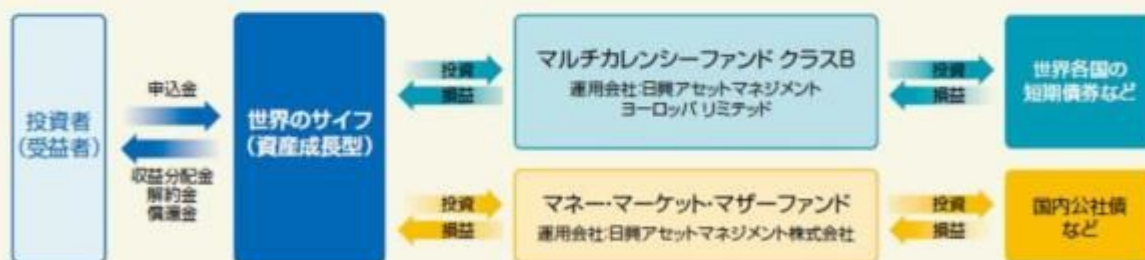 投資者
(受益者)
申込金
収益分配金
解約金
償還金
世界のサイフ
(資産成長型)
投資
損益
マルチカレンシーファンド クラスB
運用会社:日興アセットマネジメント
ヨーロッパ リミテッド
投資
損益
世界各国の
短期債券など
投資
損益
マネー・マーケット・マザーファンド
運用会社:日興アセットマネジメント株式会社
投資
損益
国内公社債
など